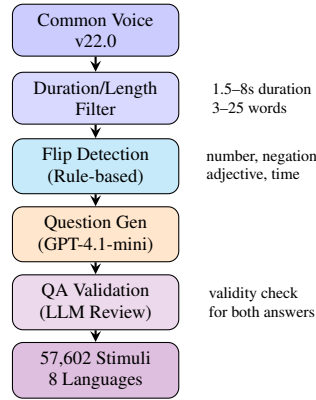 Common Voice
v22.0
Duration/Length
Filter
1.5–8s duration
3–25 words
Flip Detection
(Rule-based)
number, negation
adjective, time
Question Gen
(GPT-4.1-mini)
QA Validation
(LLM Review)
validity check
for both answers
57,602 Stimuli
8 Languages